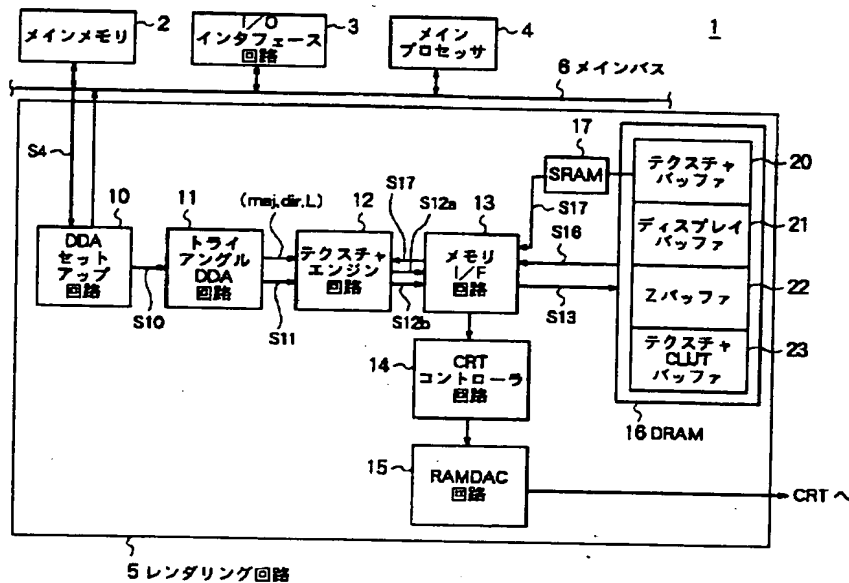 メインメモリ
2
I/O
インタフェース
回路
3
メイン
プロセッサ
4
1
6 メインバス
S4
10
DDA
セット
アップ
回路
S10
11
トライ
アングル
DDA
回路
(maj,dir,L)
S11
12
テクスチャ
エンジン
回路
S17
S12a
S12b
13
メモリ
I/F
回路
17
SRAM
S17
S16
S13
テクスチャ
バッファ
20
ディスプレイ
バッファ
21
Zバッファ
22
テクスチャ
CLUT
バッファ
23
16 DRAM
14
CRT
コントローラ
回路
15
RAMDAC
回路
CRT へ
5 レンダリング回路